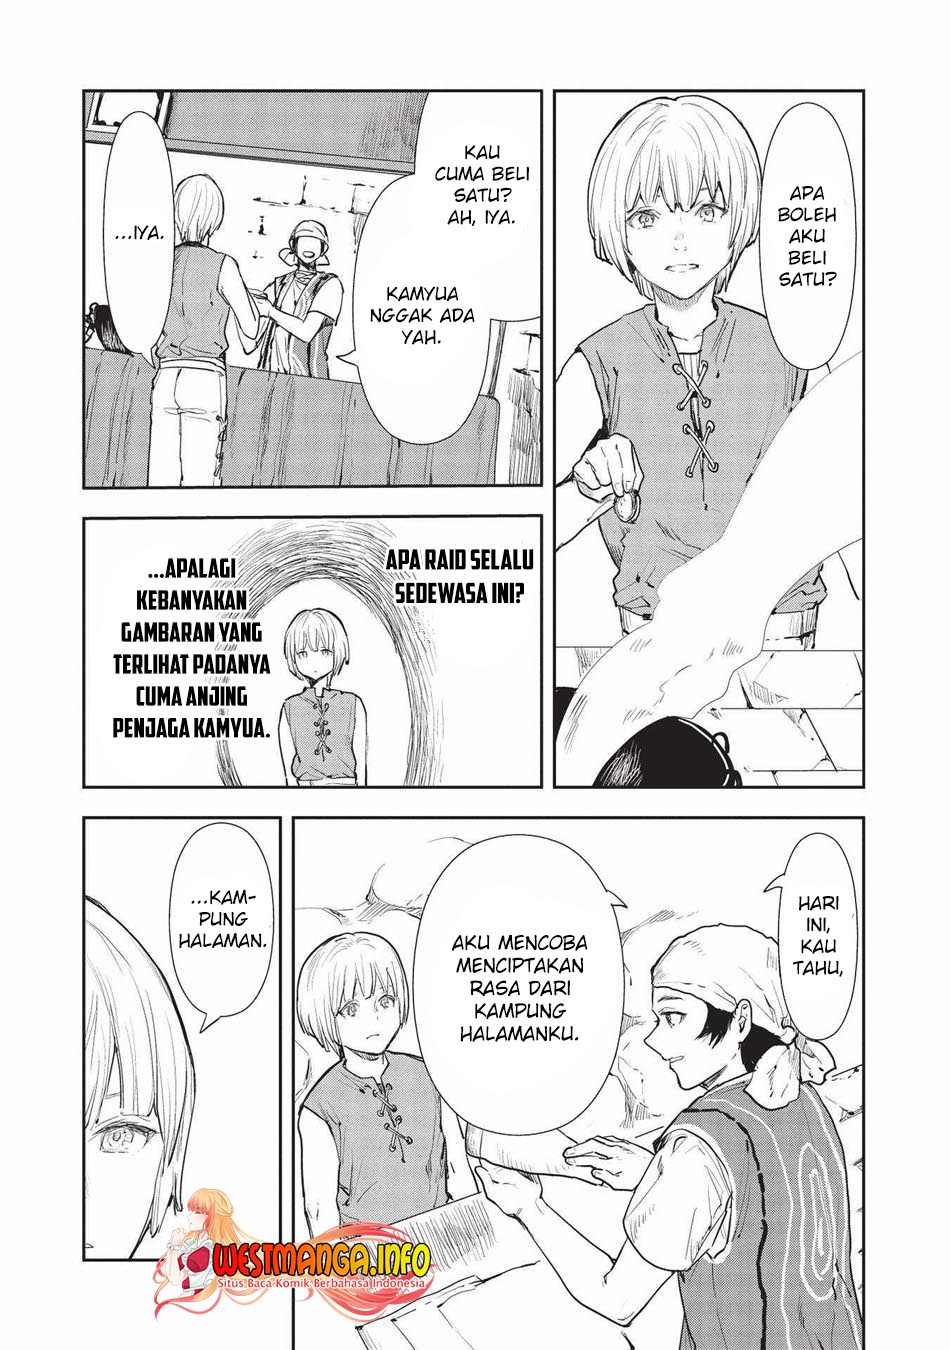 APA
BOLEH
AKU
BELI
SATU?
KAU
CUMA BELI
SATU?
AH, IYA.
KAMYUA
NGGAK ADA
YAH.
...IYA.
APA RAID SELALU
SEDEWASA INI?
...APALAGI
KEBANYAKAN
GAMBARAN YANG
TERLIHAT PADANYA
CUMA ANJING
PENJAGA KAMYUA.
HARI
INI,
KAU
TAHU,
AKU MENCOBA
MENCIPTAKAN
RASA DARI
KAMPUNG
HALAMANKU.
...KAM-
PUNG
HALAMAN.
WESTMANGA.INFO
Situs Baca Komik Berbahasa Indonesia